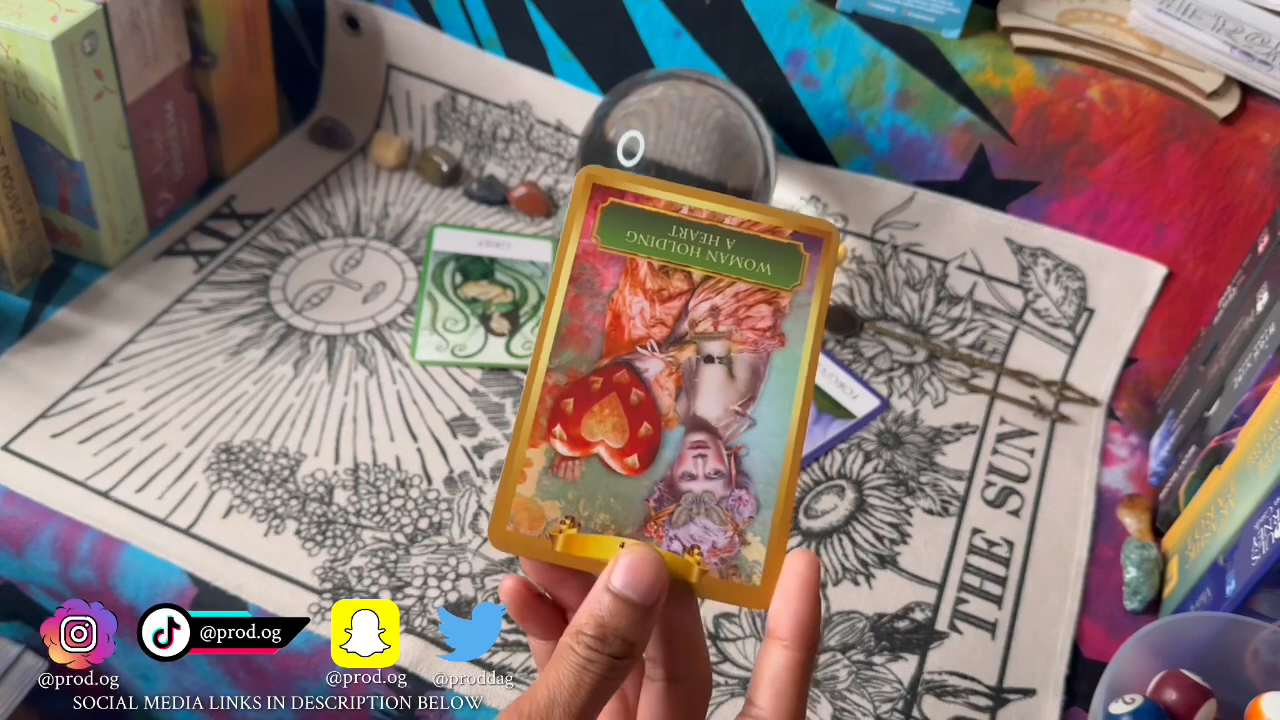 WOMAN HOLDING
A HEART
XIX
THE SUN
@prod.og
@prod.og
@prod.og
@proddag
SOCIAL MEDIA LINKS IN DESCRIPTION BELOW